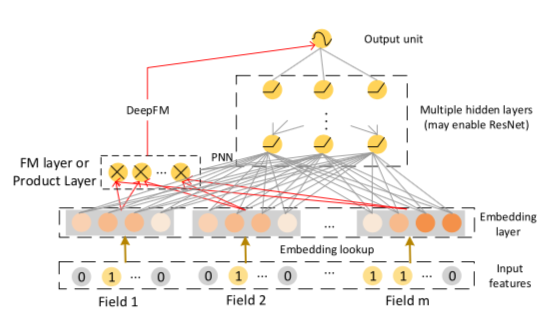 Output unit
DeepFM
Multiple hidden layers
(may enable ResNet)
PNN
FM layer or
Product Layer
...
Embedding
layer
...
Embedding lookup
0 1 ... 0
0 1 ... 0
...
1 1 ... 0
Input
features
Field 1
Field 2
Field m